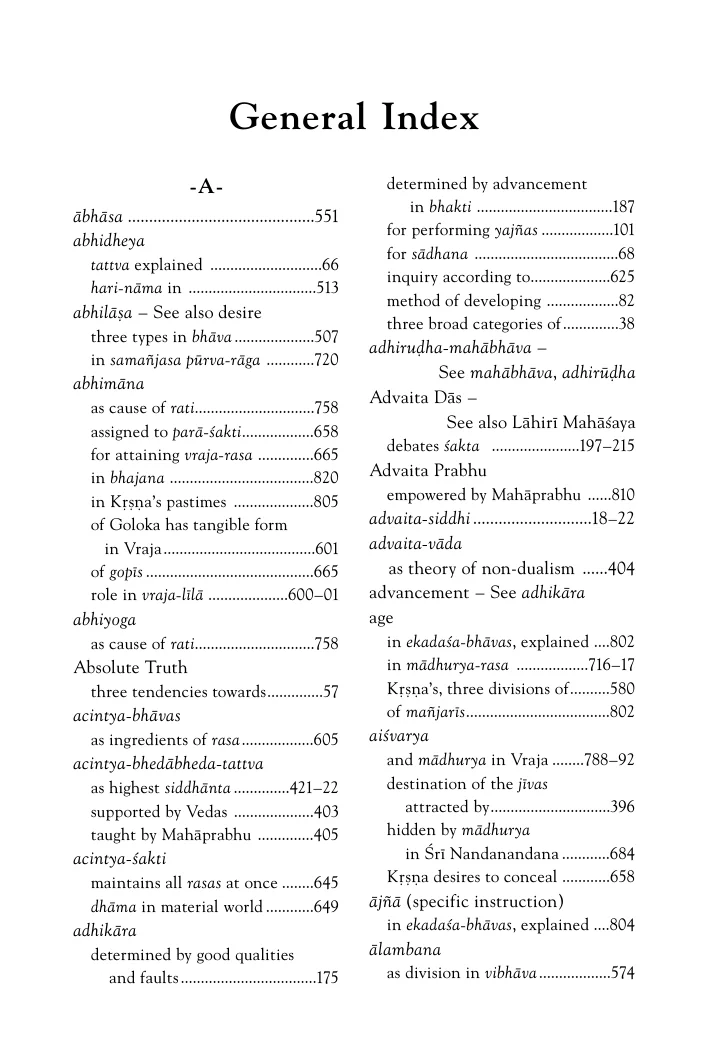 General Index
-A-
ābhāsa ...................................551
abhidheya
tattva explained ............................66
hari-nāma in ................................513
abhilāṣa – See also desire
three types in bhāva....................507
in samañjasa pūrva-rāga ............720
abhimāna
as cause of rati..............................758
assigned to parā-śakti..................658
for attaining vraja-rasa ..............665
in bhajana ...........................................820
in Kṛṣṇa’s pastimes ....................805
of Goloka has tangible form
in Vraja......................................601
of gopīs..........................................665
role in vraja-līlā ....................600–01
abhiyoga
as cause of rati..............................758
Absolute Truth
three tendencies towards..............57
acintya-bhāvas
as ingredients of rasa..................605
acintya-bhedābheda-tattva
as highest siddhānta..............421–22
supported by Vedas ....................403
taught by Mahāprabhu ..............405
acintya-śakti
maintains all rasas at once ........645
dhāma in material world............649
adhikāra
determined by good qualities
and faults..................................175
determined by advancement
in bhakti ..................................187
for performing yajñas..................101
for sādhana ....................................68
inquiry according to......................625
method of developing ..................82
three broad categories of..............38
adhiruḍha-mahābhāva –
See mahābhāva, adhirūḍha
Advaita Dās –
See also Lāhirī Mahāśaya
debates śakta ......................197–215
Advaita Prabhu
empowered by Mahāprabhu ......810
advaita-siddhi.............................18–22
advaita-vāda
as theory of non-dualism ......404
advancement – See adhikāra
age
in ekadaśa-bhāvas, explained ....802
in mādhurya-rasa ..................716–17
Kṛṣṇa’s, three divisions of..........580
of mañjarīs....................................802
aiśvarya
and mādhurya in Vraja ........788–92
destination of the jīvas
attracted by..............................396
hidden by mādhurya
in Śrī Nandanandana............684
Kṛṣṇa desires to conceal ............658
ājñā (specific instruction)
in ekadaśa-bhāvas, explained ....804
ālambana
as division in vibhāva..................574